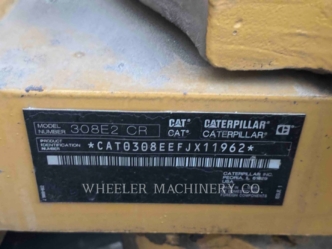 MODEL NUMBER 308E2 CR
CAT® CATERPILLAR®
CAT® CATERPILLAR®
PRODUCT IDENTIFICATION NUMBER *CAT0308EEFJX11962*
CATERPILLAR INC.
PEORIA, IL 61629
WHEELER MACHINERY CO.